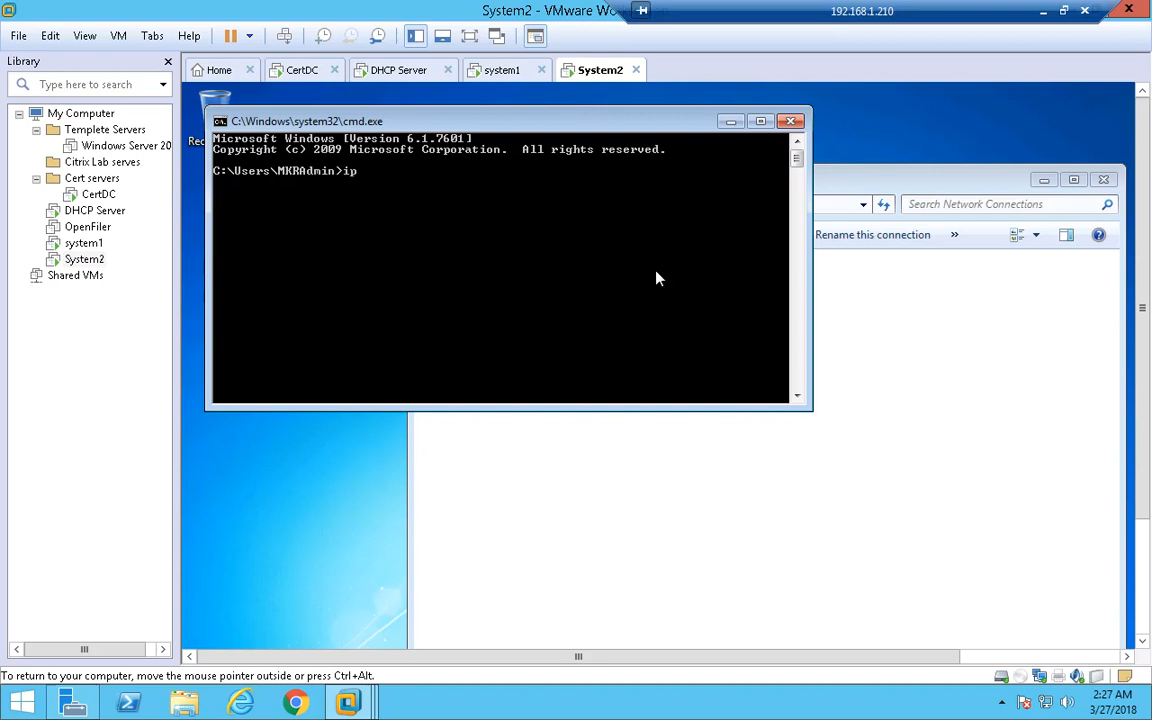 System2 - VMware Wo
192.168.1.210
File Edit View VM Tabs Help
Library
Type here to search
Home
CertDC
DHCP Server
system1
System2
My Computer
Template Servers
Windows Server 20
Citrix Lab serves
Cert servers
CertDC
DHCP Server
OpenFiler
system1
System2
Shared VMs
Rec
C:\Windows\system32\cmd.exe
Microsoft Windows [Version 6.1.7601]
Copyright (c) 2009 Microsoft Corporation. All rights reserved.
C:\Users\MKRAdmin>ip
Search Network Connections
Rename this connection »
To return to your computer, move the mouse pointer outside or press Ctrl+Alt.
2:27 AM
3/27/2018